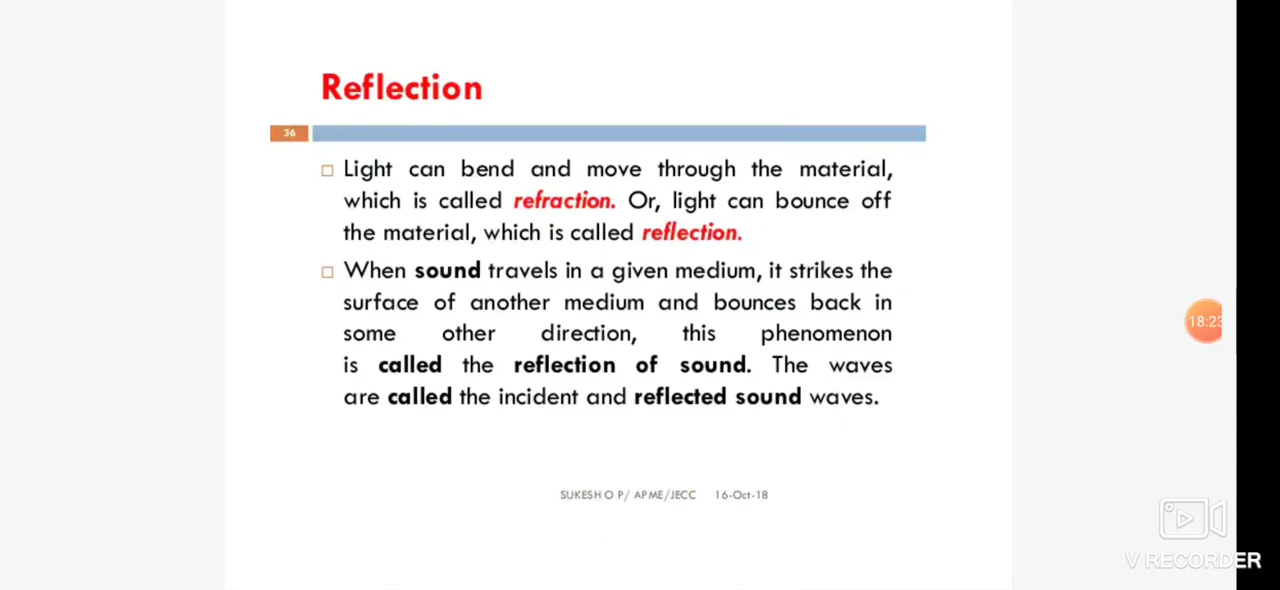 Reflection
36
Light can bend and move through the material,
which is called refraction. Or, light can bounce off
the material, which is called reflection.
When sound travels in a given medium, it strikes the
surface of another medium and bounces back in
some other direction, this phenomenon
is called the reflection of sound. The waves
are called the incident and reflected sound waves.
18:23
SUKESH O P/ APME/JECC 16-Oct-18
V RECORDER